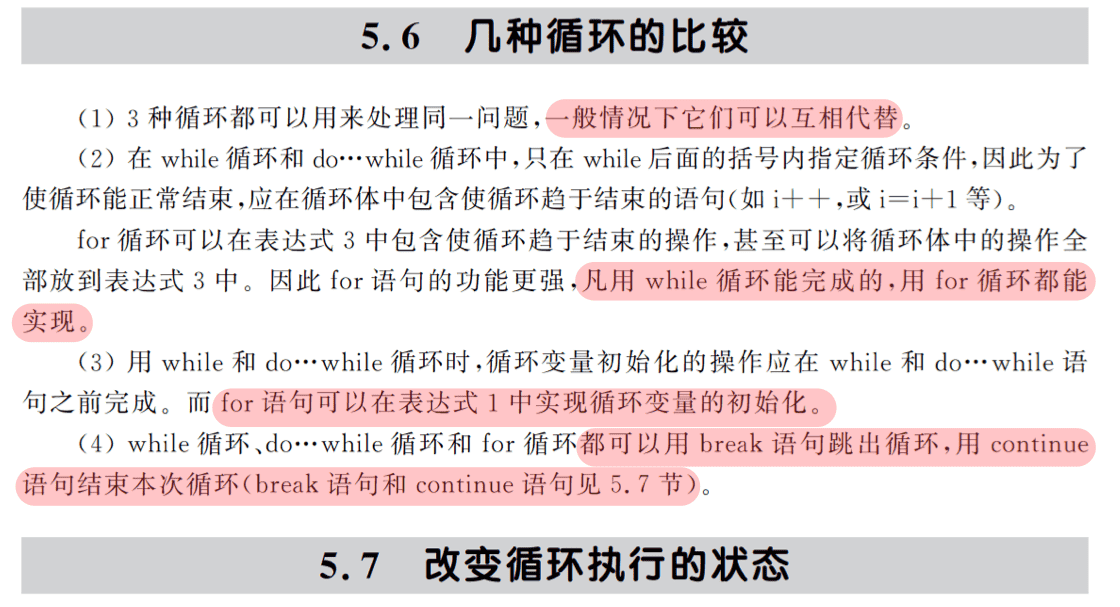 5.6 几种循环的比较
(1) 3 种循环都可以用来处理同一问题,一般情况下它们可以互相代替。
(2) 在 while 循环和 do…while 循环中,只在 while 后面的括号内指定循环条件,因此为了
使循环能正常结束,应在循环体中包含使循环趋于结束的语句(如 i++,或 i=i+1 等)。
for 循环可以在表达式 3 中包含使循环趋于结束的操作,甚至可以将循环体中的操作全
部放到表达式 3 中。因此 for 语句的功能更强,凡用 while 循环能完成的,用 for 循环都能
实现。
(3) 用 while 和 do…while 循环时,循环变量初始化的操作应在 while 和 do…while 语
句之前完成。而 for 语句可以在表达式 1 中实现循环变量的初始化。
(4) while 循环、do…while 循环和 for 循环都可以用 break 语句跳出循环,用 continue
语句结束本次循环(break 语句和 continue 语句见 5.7 节)。
5.7 改变循环执行的状态